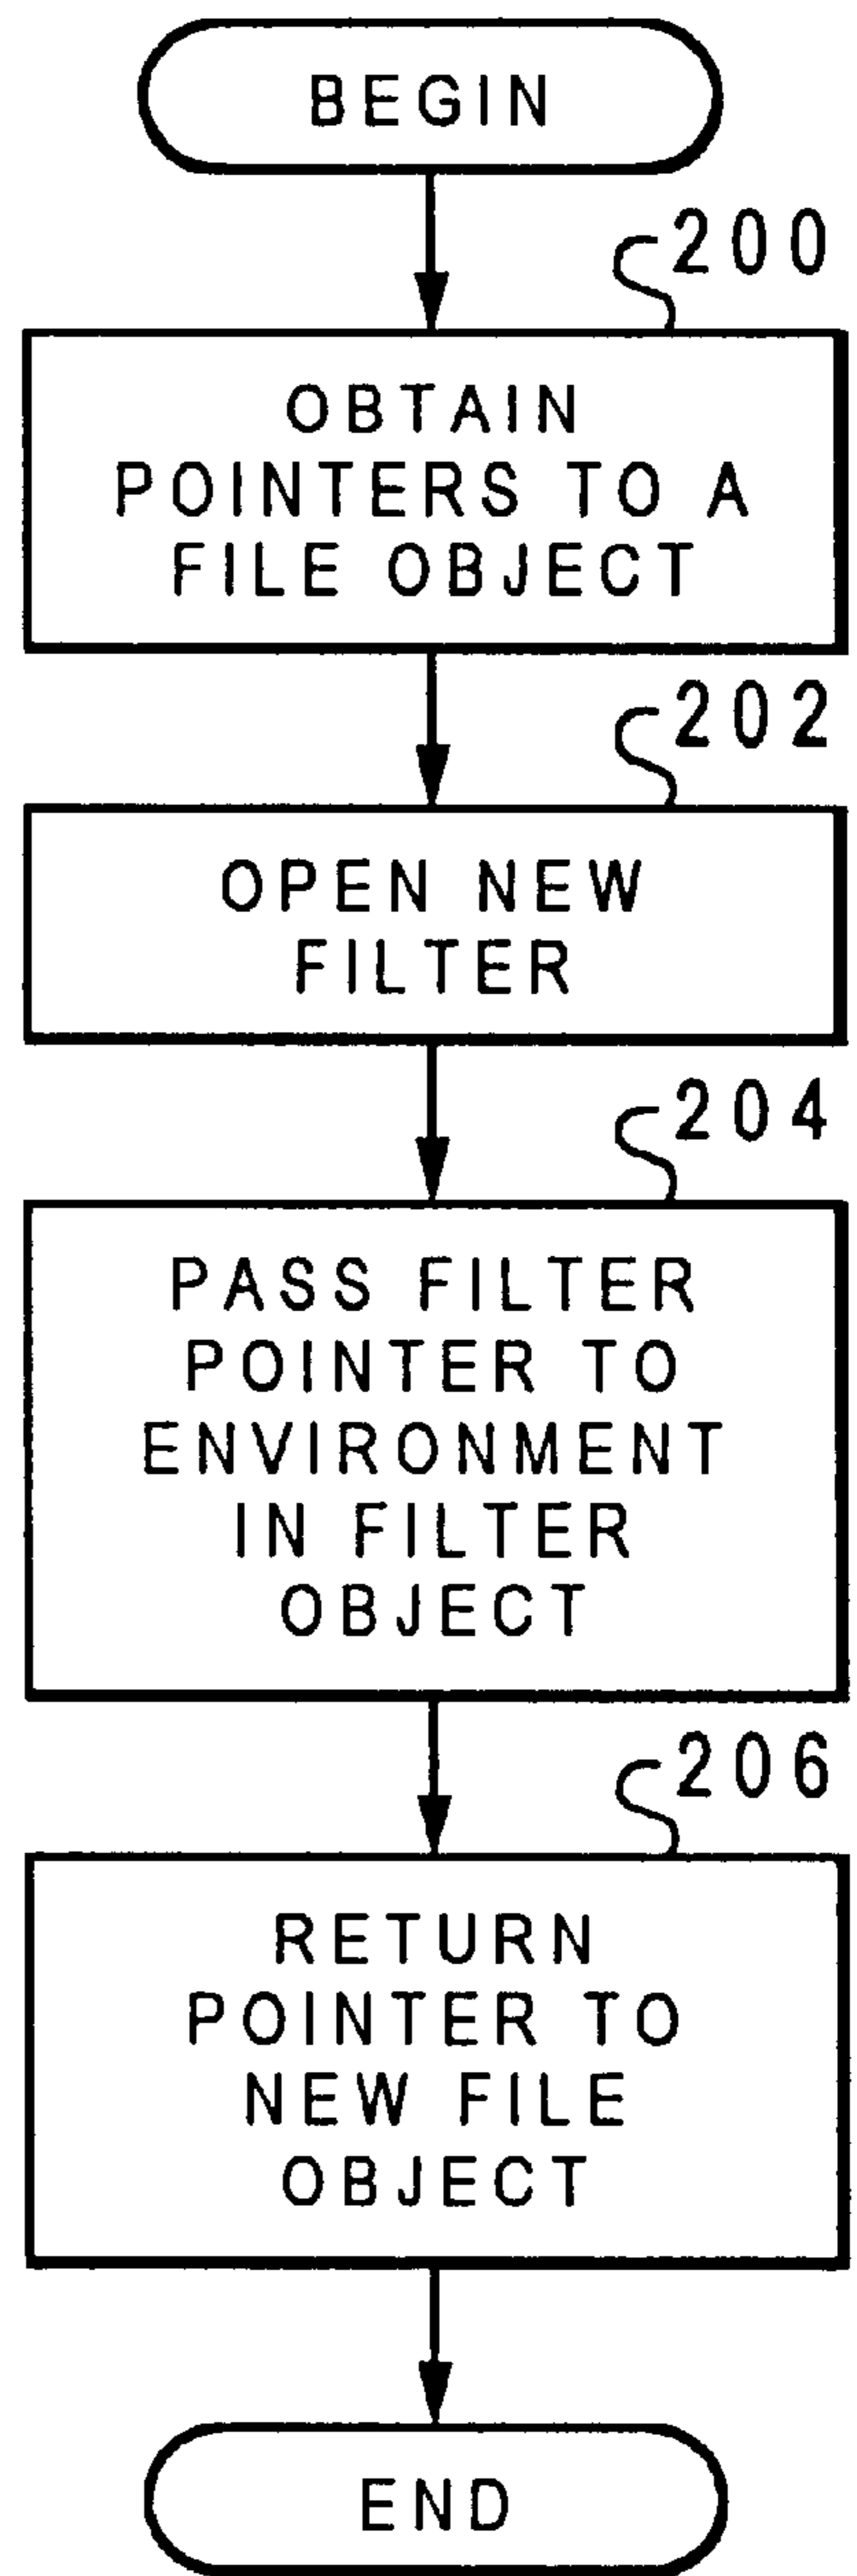 BEGIN
200
OBTAIN
POINTERS TO A
FILE OBJECT
202
OPEN NEW
FILTER
204
PASS FILTER
POINTER TO
ENVIRONMENT
IN FILTER
OBJECT
206
RETURN
POINTER TO
NEW FILE
OBJECT
END